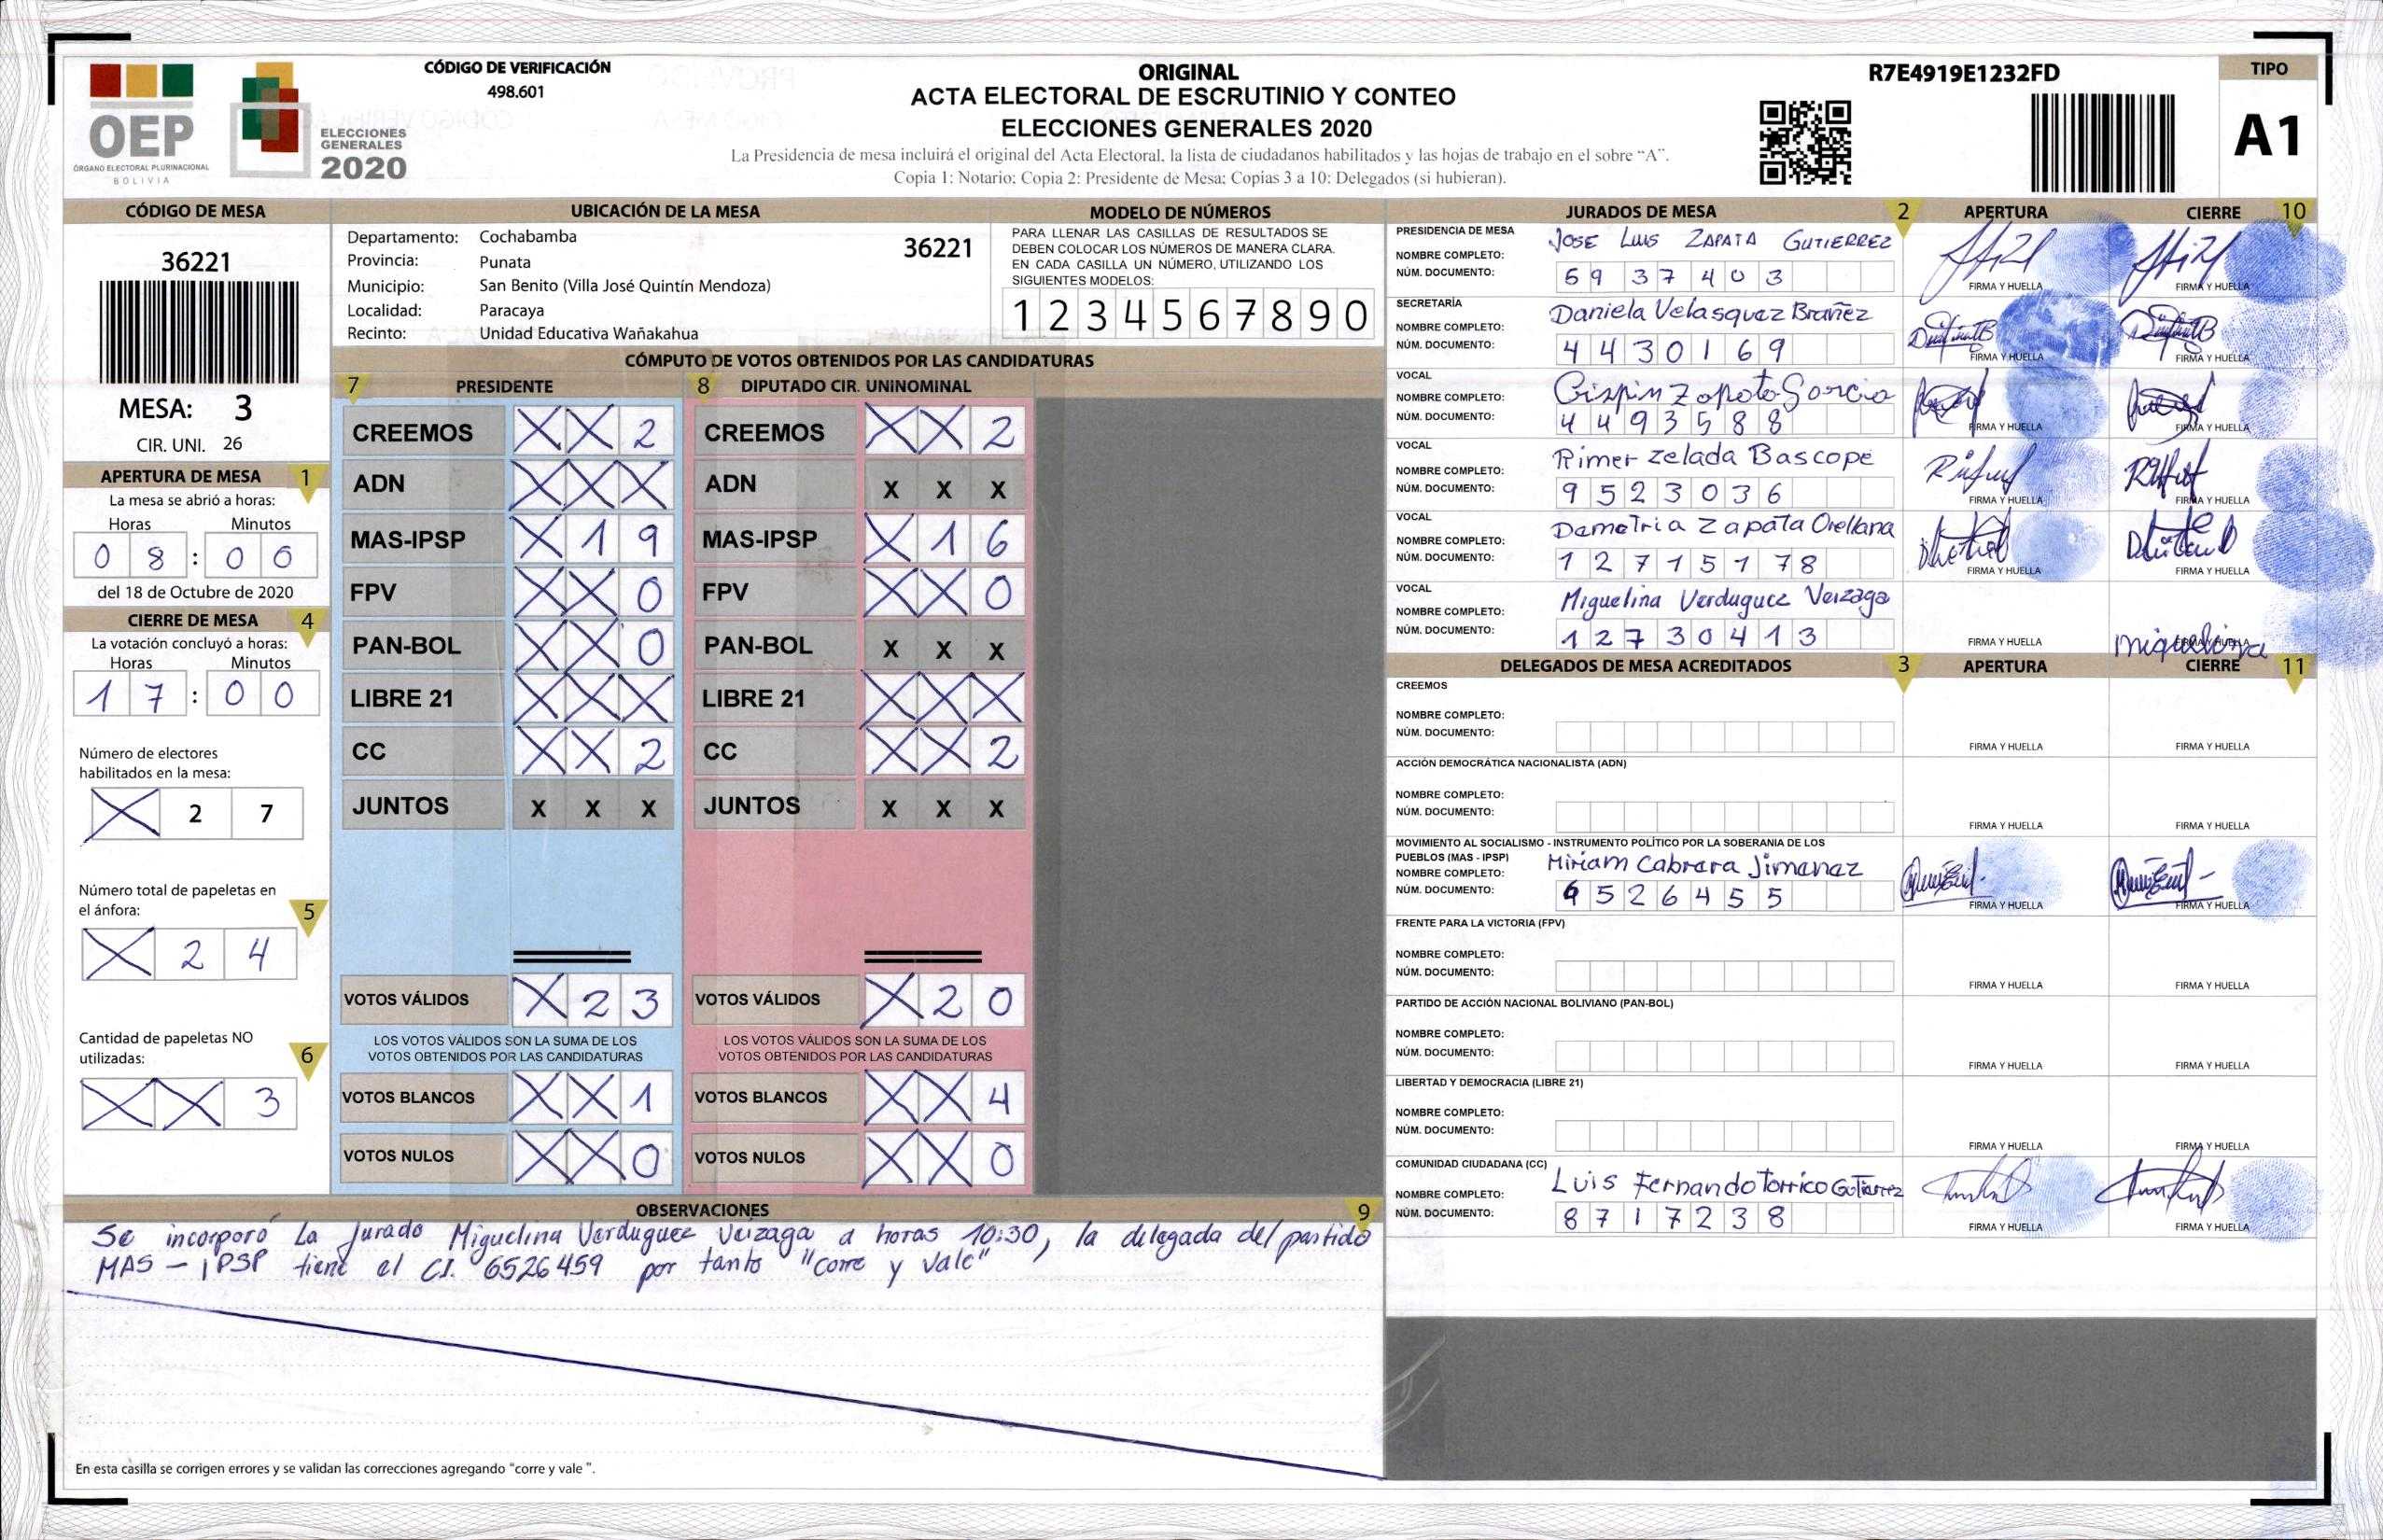 CÓDIGO DE VERIFICACIÓN
498.601
OEP
ÓRGANO ELECTORAL PLURINACIONAL
BOLIVIA
ELECCIONES
GENERALES
2020
ORIGINAL
ACTA ELECTORAL DE ESCRUTINIO Y CONTEO
ELECCIONES GENERALES 2020
La Presidencia de mesa incluirá el original del Acta Electoral, la lista de ciudadanos habilitados y las hojas de trabajo en el sobre "A".
Copia 1: Notario; Copia 2: Presidente de Mesa; Copias 3 a 10: Delegados (si hubieran).
R7E4919E1232FD
TIPO
A1
CÓDIGO DE MESA
36221
MESA: 3
CIR. UNI. 26
APERTURA DE MESA 1
La mesa se abrió a horas:
Horas Minutos
0 8 : 0 0
del 18 de Octubre de 2020
CIERRE DE MESA 4
La votación concluyó a horas:
Horas Minutos
1 7 : 0 0
Número de electores
habilitados en la mesa:
X 2 7
Número total de papeletas en
el ánfora: 5
X 2 4
Cantidad de papeletas NO
utilizadas: 6
X X 3
UBICACIÓN DE LA MESA
Departamento: Cochabamba 36221
Provincia: Punata
Municipio: San Benito (Villa José Quintín Mendoza)
Localidad: Paracaya
Recinto: Unidad Educativa Wañakahua
MODELO DE NÚMEROS
PARA LLENAR LAS CASILLAS DE RESULTADOS SE
DEBEN COLOCAR LOS NÚMEROS DE MANERA CLARA.
EN CADA CASILLA UN NÚMERO, UTILIZANDO LOS
SIGUIENTES MODELOS:
1 2 3 4 5 6 7 8 9 0
CÓMPUTO DE VOTOS OBTENIDOS POR LAS CANDIDATURAS
7 PRESIDENTE 8 DIPUTADO CIR. UNINOMINAL
CREEMOS X X 2 CREEMOS X X 2
ADN X X X ADN X X X
MAS-IPSP X 1 9 MAS-IPSP X 1 6
FPV X X 0 FPV X X 0
PAN-BOL X X 0 PAN-BOL X X X
LIBRE 21 X X X LIBRE 21 X X X
CC X X 2 CC X X 2
JUNTOS X X X JUNTOS X X X
VOTOS VÁLIDOS X 2 3 VOTOS VÁLIDOS X 2 0
LOS VOTOS VÁLIDOS SON LA SUMA DE LOS LOS VOTOS VÁLIDOS SON LA SUMA DE LOS
VOTOS OBTENIDOS POR LAS CANDIDATURAS VOTOS OBTENIDOS POR LAS CANDIDATURAS
VOTOS BLANCOS X X 1 VOTOS BLANCOS X X 4
VOTOS NULOS X X 0 VOTOS NULOS X X 0
OBSERVACIONES 9
Se incorporó La Jurado Miguelina Verduguez Veizaga a horas 10:30, la delegada del partido
MAS - iPSP tiene el C.I. 6526459 por tanto "corre y vale"
En esta casilla se corrigen errores y se validan las correcciones agregando "corre y vale ".
JURADOS DE MESA 2 APERTURA CIERRE 10
PRESIDENCIA DE MESA
NOMBRE COMPLETO: JOSE LUIS ZAPATA GUTIERREZ
NÚM. DOCUMENTO: 5937403
FIRMA Y HUELLA FIRMA Y HUELLA
SECRETARÍA
NOMBRE COMPLETO: Daniela Velasquez Brañez
NÚM. DOCUMENTO: 4430169
FIRMA Y HUELLA FIRMA Y HUELLA
VOCAL
NOMBRE COMPLETO: Crispin Zapata Garcia
NÚM. DOCUMENTO: 4493588
FIRMA Y HUELLA FIRMA Y HUELLA
VOCAL
NOMBRE COMPLETO: Rimer Zelada Bascope
NÚM. DOCUMENTO: 9523036
FIRMA Y HUELLA FIRMA Y HUELLA
VOCAL
NOMBRE COMPLETO: Demetria Zapata Orellana
NÚM. DOCUMENTO: 12715178
FIRMA Y HUELLA FIRMA Y HUELLA
VOCAL
NOMBRE COMPLETO: Miguelina Verduguez Veizaga
NÚM. DOCUMENTO: 12730413
FIRMA Y HUELLA miguelina FIRMA Y HUELLA
DELEGADOS DE MESA ACREDITADOS 3 APERTURA CIERRE 11
CREEMOS
NOMBRE COMPLETO:
NÚM. DOCUMENTO:
FIRMA Y HUELLA FIRMA Y HUELLA
ACCIÓN DEMOCRÁTICA NACIONALISTA (ADN)
NOMBRE COMPLETO:
NÚM. DOCUMENTO:
FIRMA Y HUELLA FIRMA Y HUELLA
MOVIMIENTO AL SOCIALISMO - INSTRUMENTO POLÍTICO POR LA SOBERANIA DE LOS
PUEBLOS (MAS - IPSP)
NOMBRE COMPLETO: Miriam Cabrera Jimenez
NÚM. DOCUMENTO: 6526455
FIRMA Y HUELLA FIRMA Y HUELLA
FRENTE PARA LA VICTORIA (FPV)
NOMBRE COMPLETO:
NÚM. DOCUMENTO:
FIRMA Y HUELLA FIRMA Y HUELLA
PARTIDO DE ACCIÓN NACIONAL BOLIVIANO (PAN-BOL)
NOMBRE COMPLETO:
NÚM. DOCUMENTO:
FIRMA Y HUELLA FIRMA Y HUELLA
LIBERTAD Y DEMOCRACIA (LIBRE 21)
NOMBRE COMPLETO:
NÚM. DOCUMENTO:
FIRMA Y HUELLA FIRMA Y HUELLA
COMUNIDAD CIUDADANA (CC)
NOMBRE COMPLETO: Luis Fernando Torrico Gutierrez
NÚM. DOCUMENTO: 8717238
FIRMA Y HUELLA FIRMA Y HUELLA